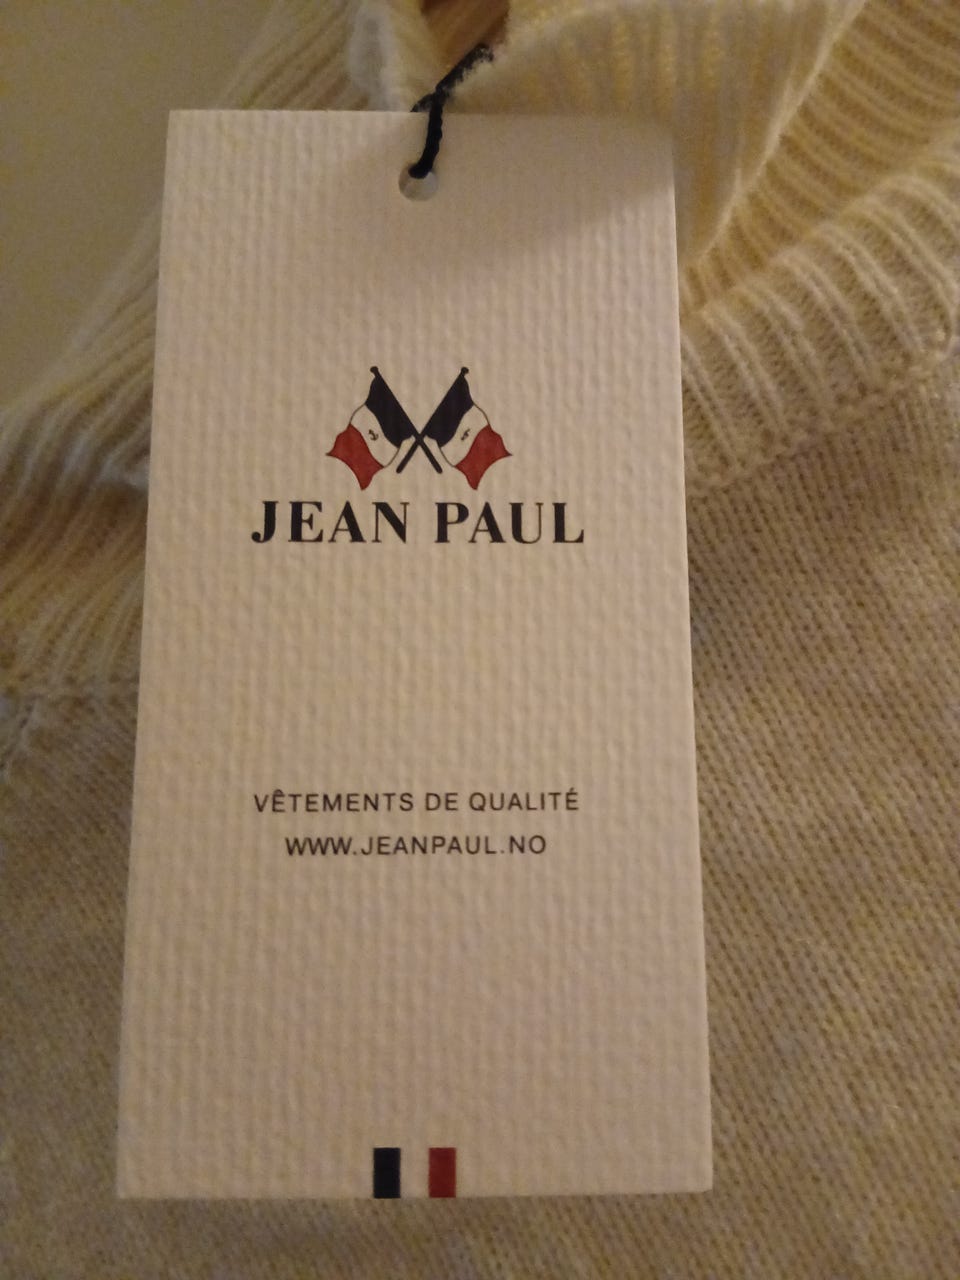 JEAN PAUL
VÊTEMENTS DE QUALITÉ
WWW.JEANPAUL.NO